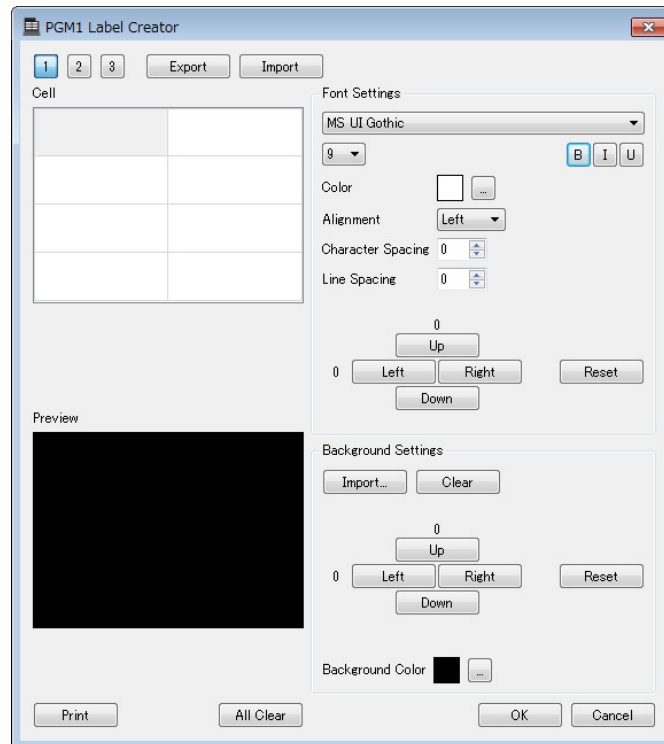 PGM1 Label Creator
1 2 3 Export Import
Cell
Font Settings
MS UI Gothic
9 B I U
Color ...
Alignment Left
Character Spacing 0
Line Spacing 0
0
Up
0 Left Right Reset
Down
Preview
Background Settings
Import... Clear
0
Up
0 Left Right Reset
Down
Background Color ...
Print All Clear OK Cancel